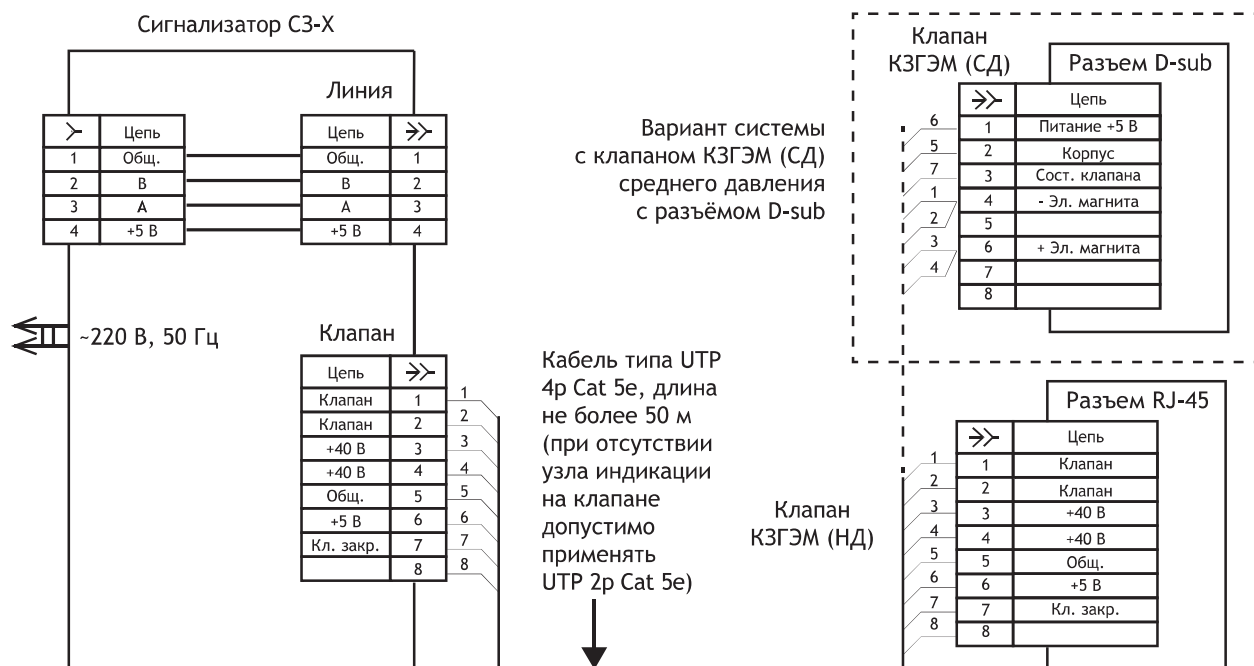 Сигнализатор СЗ-Х
Линия
Цепь
1 Общ.
2 В
3 А
4 +5 В
Цепь
Общ. 1
В 2
А 3
+5 В 4
~220 В, 50 Гц
Клапан
Цепь
Клапан 1 1
Клапан 2 2
+40 В 3 3
+40 В 4 4
Общ. 5 5
+5 В 6 6
Кл. закр. 7 7
8 8
Кабель типа UTP
4р Cat 5e, длина
не более 50 м
(при отсутствии
узла индикации
на клапане
допустимо
применять
UTP 2р Cat 5e)
Вариант системы
с клапаном КЗГЭМ (СД)
среднего давления
с разъёмом D-sub
Клапан
КЗГЭМ (СД)
Разъем D-sub
Цепь
6 1 Питание +5 В
5 2 Корпус
7 3 Сост. клапана
1 4 - Эл. магнита
2 5
3 6 + Эл. магнита
4 7
8
Клапан
КЗГЭМ (НД)
Разъем RJ-45
Цепь
1 1 Клапан
2 2 Клапан
3 3 +40 В
4 4 +40 В
5 5 Общ.
6 6 +5 В
7 7 Кл. закр.
8 8